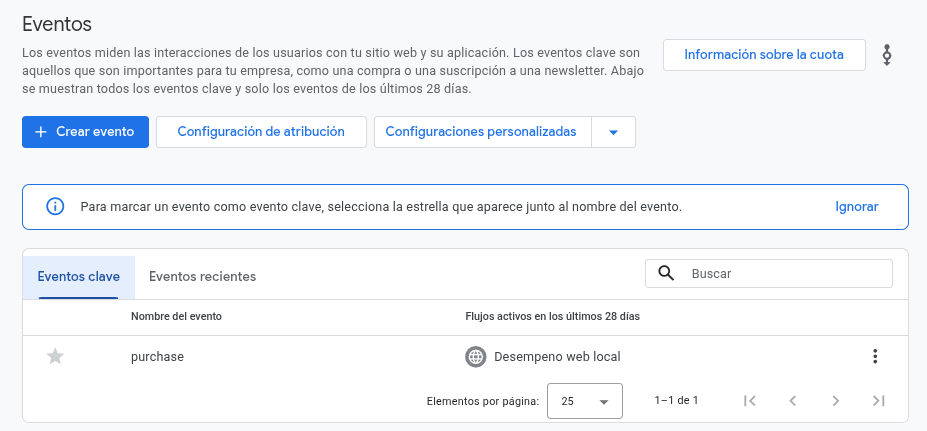 Eventos
Los eventos miden las interacciones de los usuarios con tu sitio web y su aplicación. Los eventos clave son
aquellos que son importantes para tu empresa, como una compra o una suscripción a una newsletter. Abajo
se muestran todos los eventos clave y solo los eventos de los últimos 28 días.
Información sobre la cuota
Crear evento
Configuración de atribución
Configuraciones personalizadas
Para marcar un evento como evento clave, selecciona la estrella que aparece junto al nombre del evento.
Ignorar
Eventos clave
Eventos recientes
Buscar
Nombre del evento
Flujos activos en los últimos 28 días
purchase
Desempeno web local
Elementos por página:
25
1–1 de 1